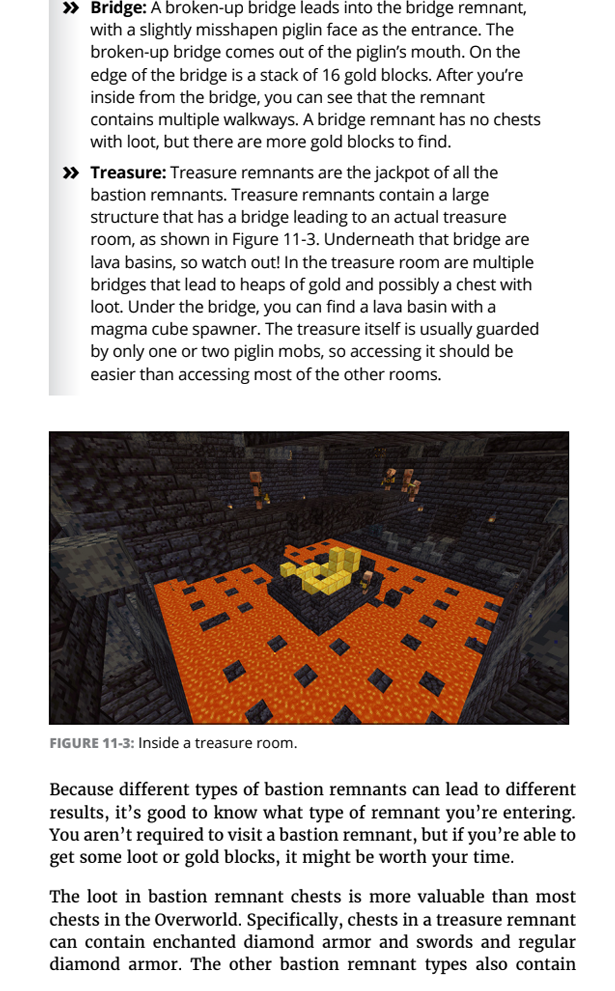 » Bridge: A broken-up bridge leads into the bridge remnant,
with a slightly misshapen piglin face as the entrance. The
broken-up bridge comes out of the piglin’s mouth. On the
edge of the bridge is a stack of 16 gold blocks. After you’re
inside from the bridge, you can see that the remnant
contains multiple walkways. A bridge remnant has no chests
with loot, but there are more gold blocks to find.
» Treasure: Treasure remnants are the jackpot of all the
bastion remnants. Treasure remnants contain a large
structure that has a bridge leading to an actual treasure
room, as shown in Figure 11-3. Underneath that bridge are
lava basins, so watch out! In the treasure room are multiple
bridges that lead to heaps of gold and possibly a chest with
loot. Under the bridge, you can find a lava basin with a
magma cube spawner. The treasure itself is usually guarded
by only one or two piglin mobs, so accessing it should be
easier than accessing most of the other rooms.
FIGURE 11-3: Inside a treasure room.
Because different types of bastion remnants can lead to different
results, it’s good to know what type of remnant you’re entering.
You aren’t required to visit a bastion remnant, but if you’re able to
get some loot or gold blocks, it might be worth your time.
The loot in bastion remnant chests is more valuable than most
chests in the Overworld. Specifically, chests in a treasure remnant
can contain enchanted diamond armor and swords and regular
diamond armor. The other bastion remnant types also contain